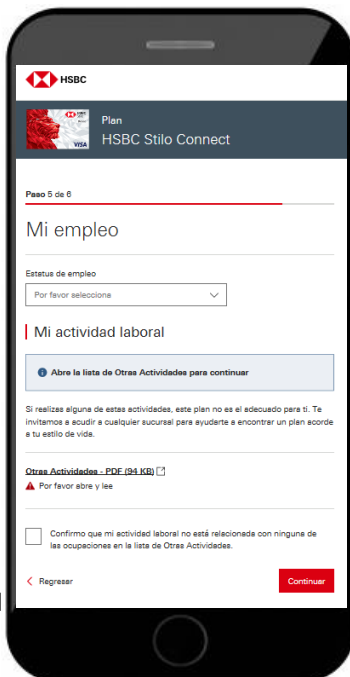 HSBC
Plan
HSBC Stilo Connect
VISA
Paso 5 de 6
Mi empleo
Estatus de empleo
Por favor selecciona
Mi actividad laboral
Abre la lista de Otras Actividades para continuar
Si realizas alguna de estas actividades, este plan no es el adecuado para ti. Te
invitamos a acudir a cualquier sucursal para ayudarte a encontrar un plan acorde
a tu estilo de vida.
Otras Actividades - PDF (94 KB)
Por favor abre y lee
Confirmo que mi actividad laboral no está relacionada con ninguna de
las ocupaciones en la lista de Otras Actividades.
Regresar
Continuar